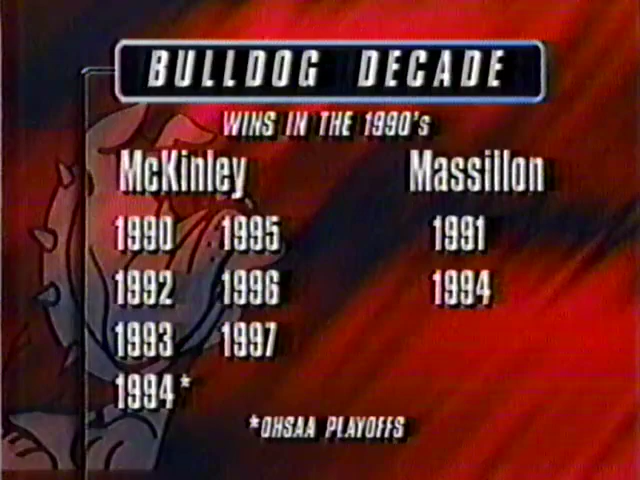 BULLDOG DECADE
WINS IN THE 1990's
McKinley Massillon
1990 1995 1991
1992 1996 1994
1993 1997
1994*
*OHSAA PLAYOFFS